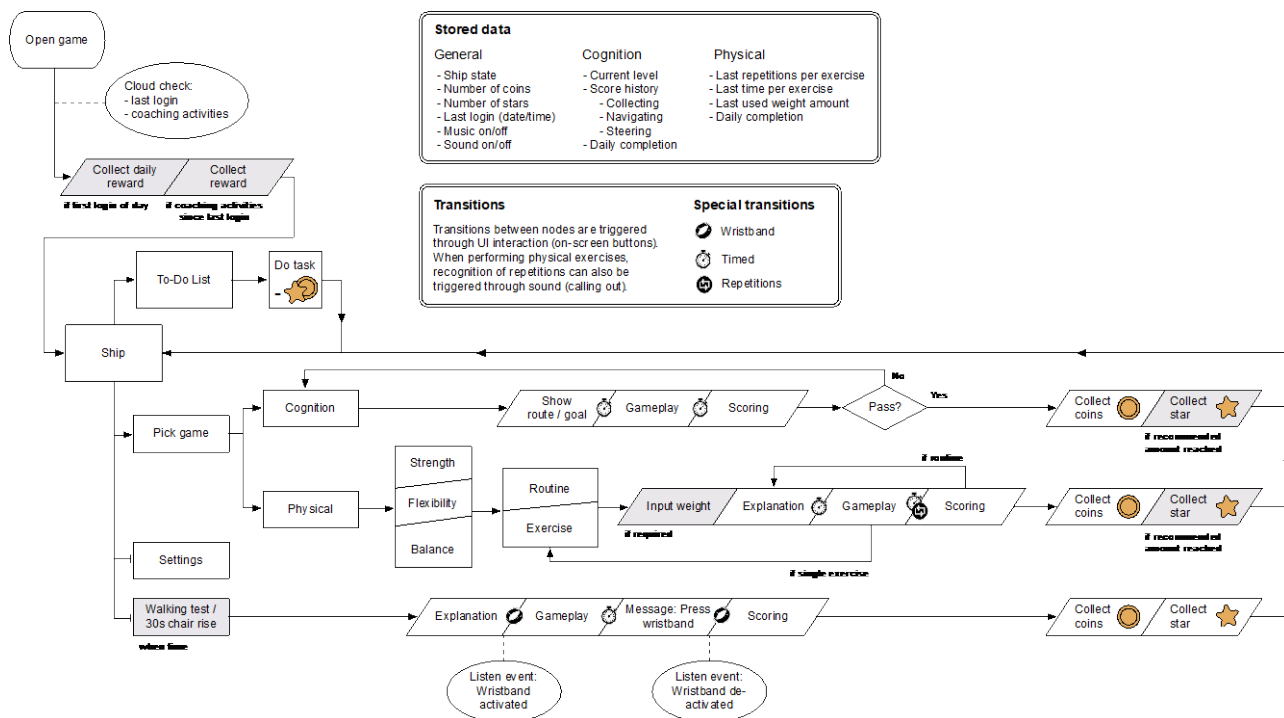 Open game
Cloud check:
- last login
- coaching activities
Collect daily
reward
Collect
reward
if first login of day
if coaching activities
since last login
Stored data
General
- Ship state
- Number of coins
- Number of stars
- Last login (date/time)
- Music on/off
- Sound on/off
Cognition
- Current level
- Score history
- Collecting
- Navigating
- Steering
- Daily completion
Physical
- Last repetitions per exercise
- Last time per exercise
- Last used weight amount
- Daily completion
Transitions
Transitions between nodes are triggered
through UI interaction (on-screen buttons).
When performing physical exercises,
recognition of repetitions can also be
triggered through sound (calling out).
Special transitions
Wristband
Timed
Repetitions
To-Do List
Do task
-
Ship
Pick game
Cognition
Show
route / goal
Gameplay
Scoring
No
Pass?
Yes
Collect
coins
Collect
star
if recommended
amount reached
Physical
Strength
Flexibility
Balance
Routine
Exercise
Input weight
if required
Explanation
Gameplay
Scoring
if routine
if single exercise
Collect
coins
Collect
star
if recommended
amount reached
Settings
Walking test /
30s chair rise
when time
Explanation
Gameplay
Message: Press
wristband
Scoring
Collect
coins
Collect
star
Listen event:
Wristband
activated
Listen event:
Wristband de-
activated